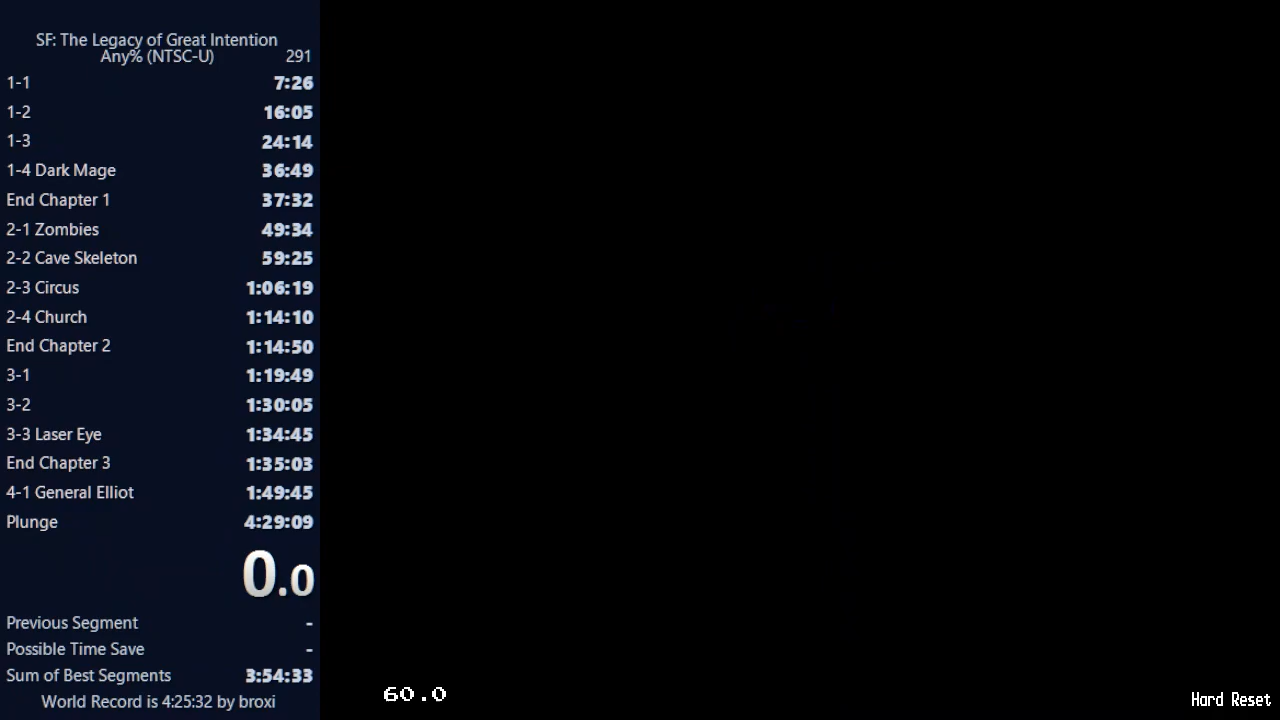 SF: The Legacy of Great Intention
Any% (NTSC-U) 291
1-1 7:26
1-2 16:05
1-3 24:14
1-4 Dark Mage 36:49
End Chapter 1 37:32
2-1 Zombies 49:34
2-2 Cave Skeleton 59:25
2-3 Circus 1:06:19
2-4 Church 1:14:10
End Chapter 2 1:14:50
3-1 1:19:49
3-2 1:30:05
3-3 Laser Eye 1:34:45
End Chapter 3 1:35:03
4-1 General Elliot 1:49:45
Plunge 4:29:09
0.0
Previous Segment -
Possible Time Save -
Sum of Best Segments 3:54:33
World Record is 4:25:32 by broxi
60.0
Hard Reset